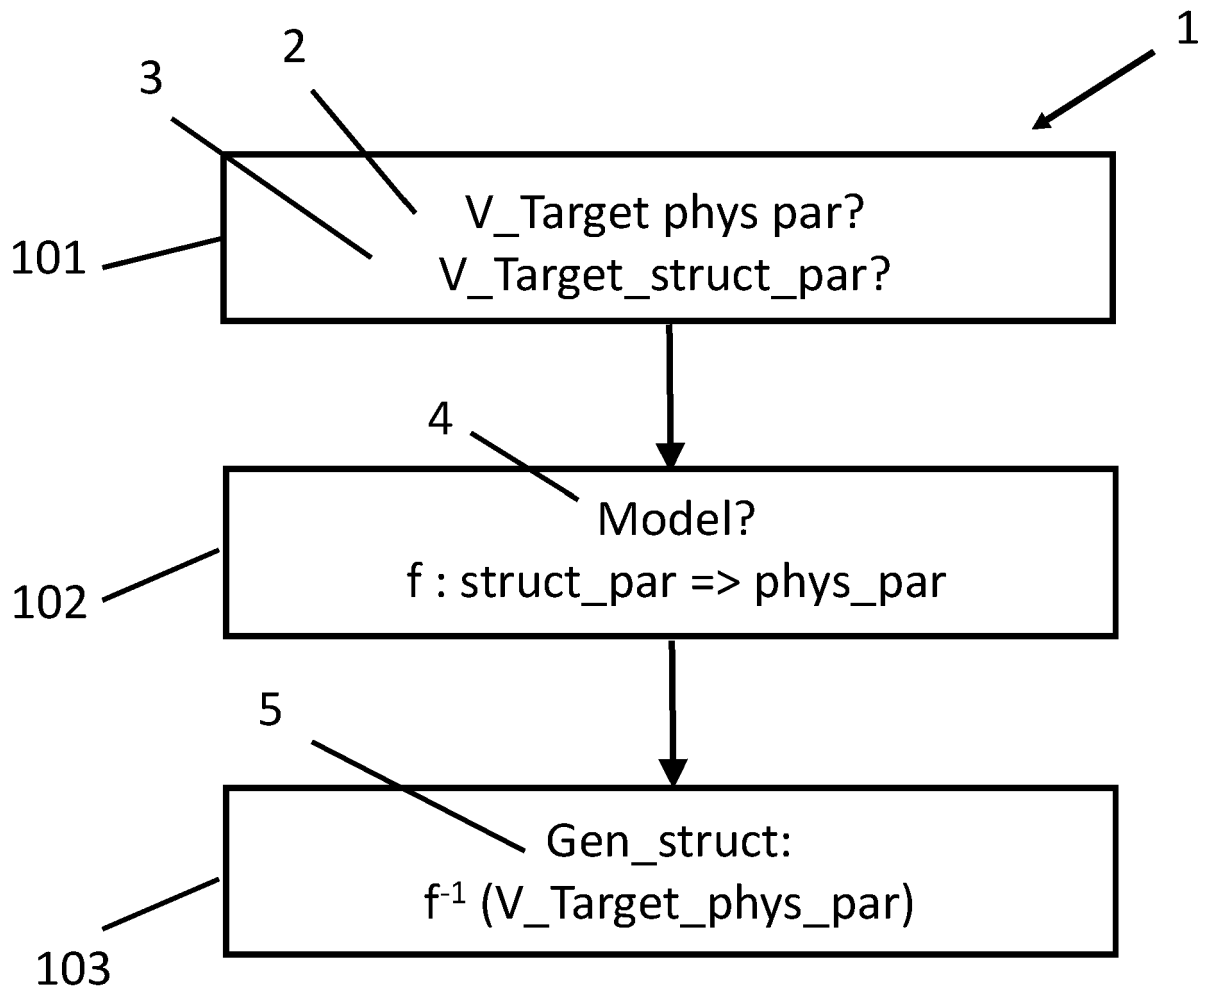 1
2
3
V_Target phys par?
101
V_Target_struct_par?
4
Model?
102
f : struct_par => phys_par
5
Gen_struct:
f⁻¹ (V_Target_phys_par)
103